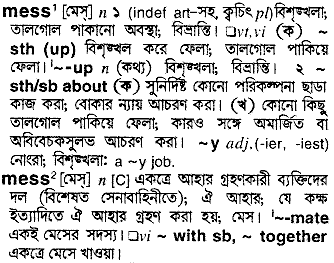 mess¹ [মেস্] n ১ (indef art–সহ, ক্বচিৎ pl) বিশৃঙ্খলা,
তালগোল পাকানো অবস্থা; বিভ্রান্তি। □vt,vi (ক) ~
sth (up) বিশৃঙ্খল করে ফেলা; তালগোল পাকিয়ে
ফেলা। '~-up n (কথ্য) বিশৃঙ্খলা, বিভ্রান্তি। ২ ~
sth/sb about (ক) সুনির্দিষ্ট কোনো পরিকল্পনা ছাড়া
কাজ করা; বোকার ন্যায় আচরণ করা। (খ) কোনো কিছু
তালগোল পাকিয়ে ফেলা; কারও সঙ্গে অমার্জিত বা
অবিবেচকসুলভ আচরণ করা। ~y adj.(-ier, -iest)
নোংরা; বিশৃঙ্খলা: a ~y job.
mess² [মেস্] n [C] একত্রে আহার গ্রহণকারী ব্যক্তিদের
দল (বিশেষত সেনাবাহিনীতে); ঐ আহার; যে কক্ষ
ইত্যাদিতে ঐ আহার গ্রহণ করা হয়; মেস। '~-mate
একই মেসের সদস্য। □vi ~ with sb, ~ together
একত্রে মেসে খাওয়া।